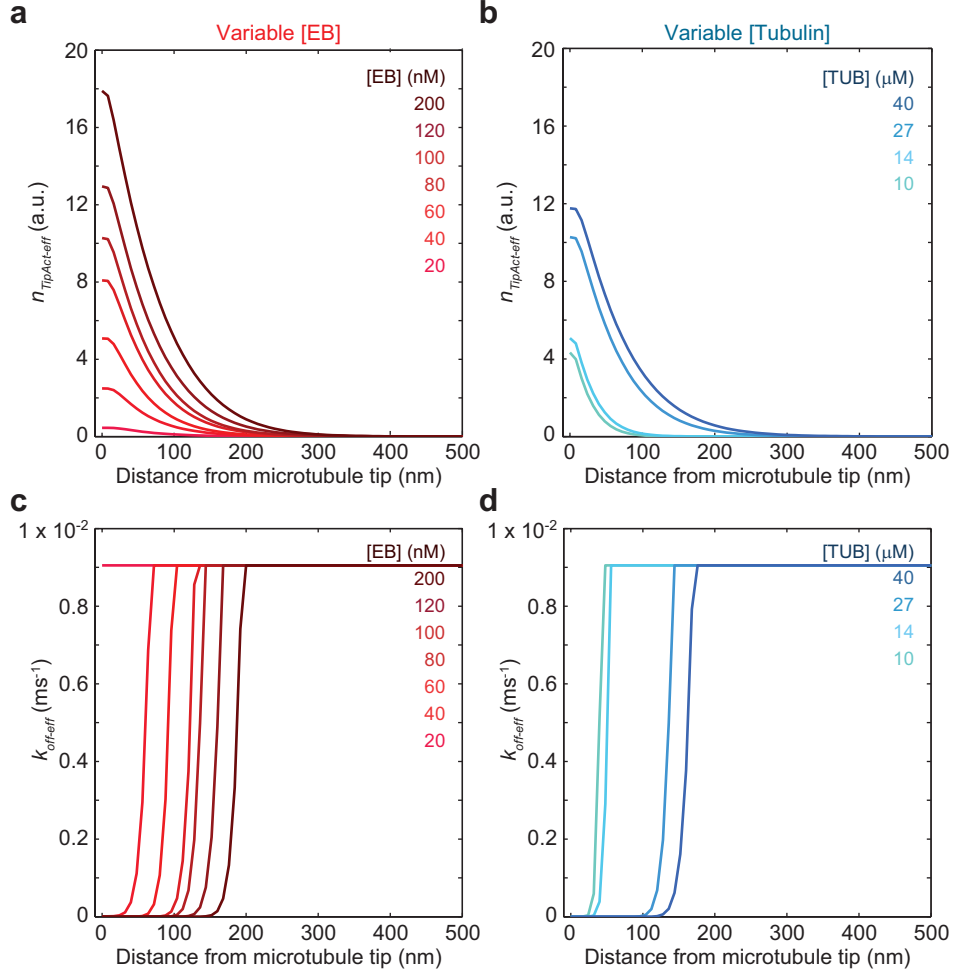 a
Variable [EB]
20
16
12
8
4
0
n_TipAct-eff (a.u.)
[EB] (nM)
200
120
100
80
60
40
20
0 100 200 300 400 500
Distance from microtubule tip (nm)
b
Variable [Tubulin]
20
16
12
8
4
0
n_TipAct-eff (a.u.)
[TUB] (μM)
40
27
14
10
0 100 200 300 400 500
Distance from microtubule tip (nm)
c
1 x 10⁻²
0.8
0.6
0.4
0.2
0
k_off-eff (ms⁻¹)
[EB] (nM)
200
120
100
80
60
40
20
0 100 200 300 400 500
Distance from microtubule tip (nm)
d
1 x 10⁻²
0.8
0.6
0.4
0.2
0
k_off-eff (ms⁻¹)
[TUB] (μM)
40
27
14
10
0 100 200 300 400 500
Distance from microtubule tip (nm)